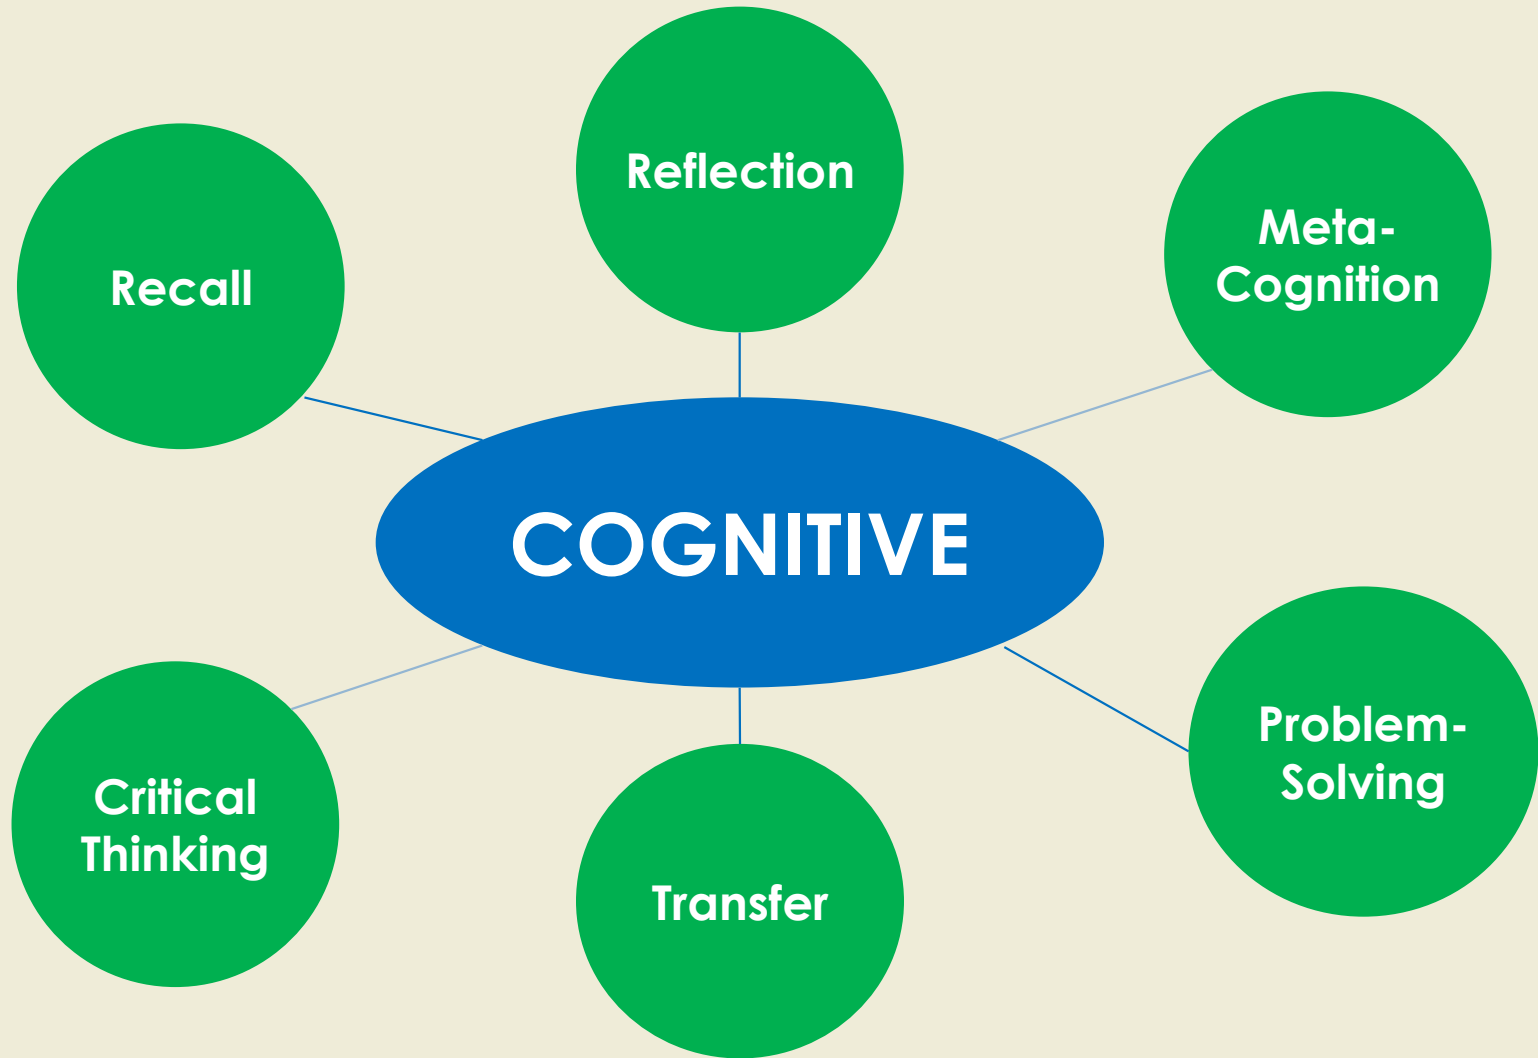 Reflection
Meta-
Cognition
Recall
COGNITIVE
Problem-
Solving
Critical
Thinking
Transfer